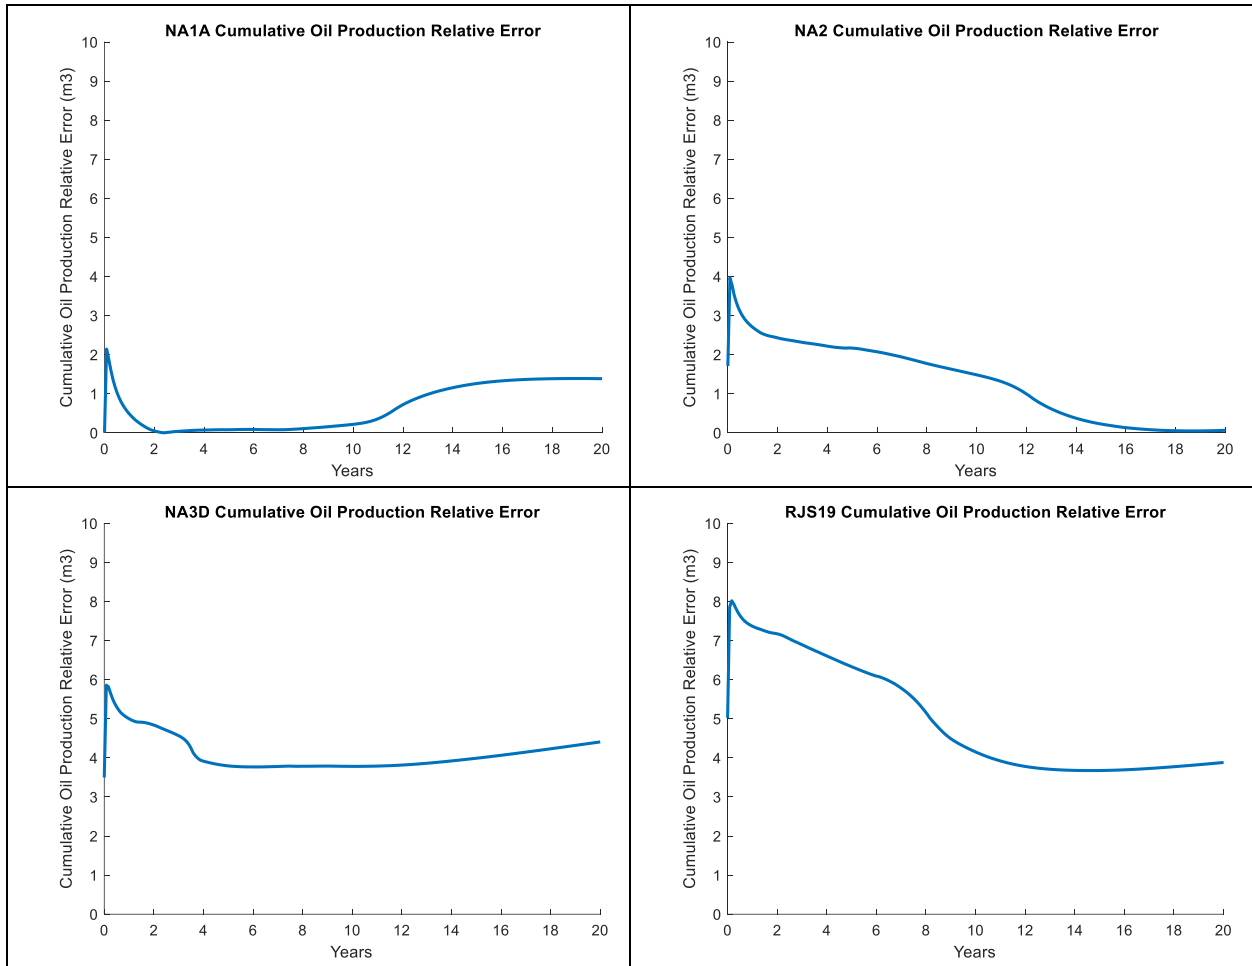 NA1A Cumulative Oil Production Relative Error
Cumulative Oil Production Relative Error (m3)
10
9
8
7
6
5
4
3
2
1
0
0 2 4 6 8 10 12 14 16 18 20
Years
NA2 Cumulative Oil Production Relative Error
Cumulative Oil Production Relative Error (m3)
10
9
8
7
6
5
4
3
2
1
0
0 2 4 6 8 10 12 14 16 18 20
Years
NA3D Cumulative Oil Production Relative Error
Cumulative Oil Production Relative Error (m3)
10
9
8
7
6
5
4
3
2
1
0
0 2 4 6 8 10 12 14 16 18 20
Years
RJS19 Cumulative Oil Production Relative Error
Cumulative Oil Production Relative Error (m3)
10
9
8
7
6
5
4
3
2
1
0
0 2 4 6 8 10 12 14 16 18 20
Years